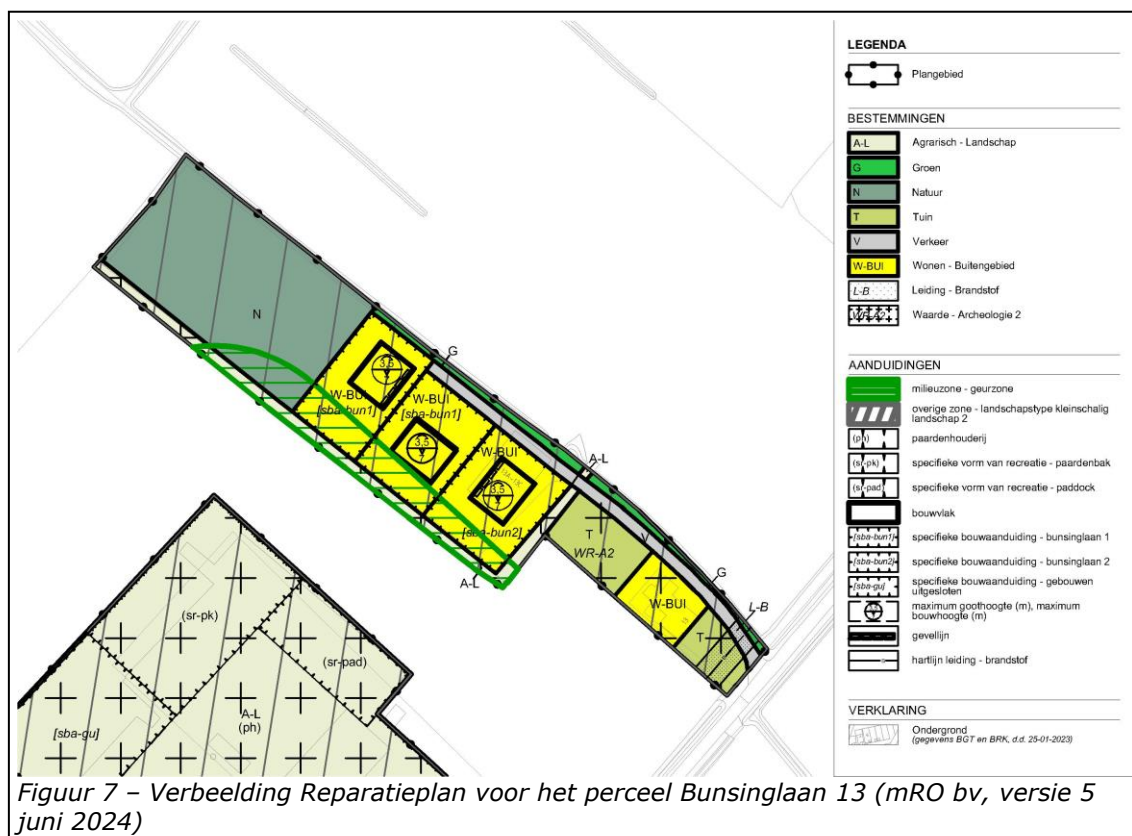 N
W-BUI
[sba-bun1]
3,5
7
W-BUI
[sba-bun1]
3,5
7
W-BUI
[sba-bun2]
3,5
7
G
A-L
A-L
T
WR-A2
V
W-BUI
T
G
L-B
(sr-pk)
(sr-pad)
A-L
(ph)
[sba-gu]
LEGENDA
Plangebied
BESTEMMINGEN
A-L Agrarisch - Landschap
G Groen
N Natuur
T Tuin
V Verkeer
W-BUI Wonen - Buitengebied
L-B Leiding - Brandstof
WR-A2 Waarde - Archeologie 2
AANDUIDINGEN
milieuzone - geurzone
overige zone - landschapstype kleinschalig
landschap 2
(ph) paardenhouderij
(sr-pk) specifieke vorm van recreatie - paardenbak
(sr-pad) specifieke vorm van recreatie - paddock
bouwvlak
[sba-bun1] specifieke bouwaanduiding - bunsinglaan 1
[sba-bun2] specifieke bouwaanduiding - bunsinglaan 2
[sba-gu] specifieke bouwaanduiding - gebouwen
uitgesloten
maximum goothoogte (m), maximum
bouwhoogte (m)
gevellijn
hartlijn leiding - brandstof
VERKLARING
Ondergrond
(gegevens BGT en BRK, d.d. 25-01-2023)
Figuur 7 – Verbeelding Reparatieplan voor het perceel Bunsinglaan 13 (mRO bv, versie 5
juni 2024)